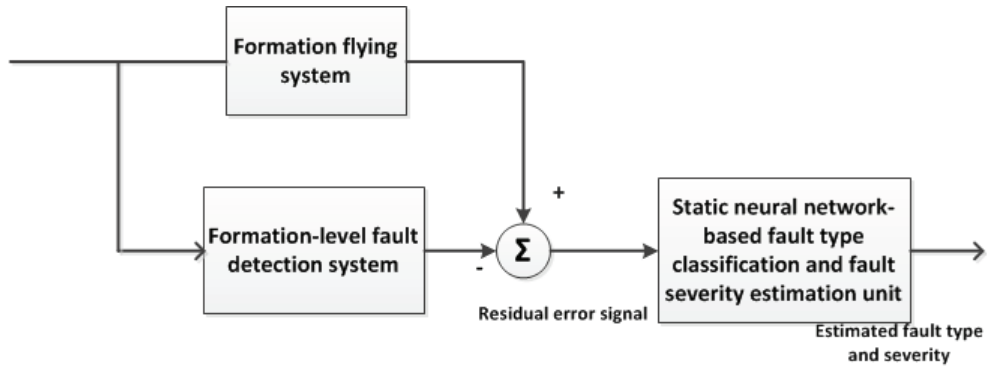 Formation flying
system
+
Formation-level fault
detection system
-
Σ
Static neural network-
based fault type
classification and fault
severity estimation unit
Residual error signal
Estimated fault type
and severity